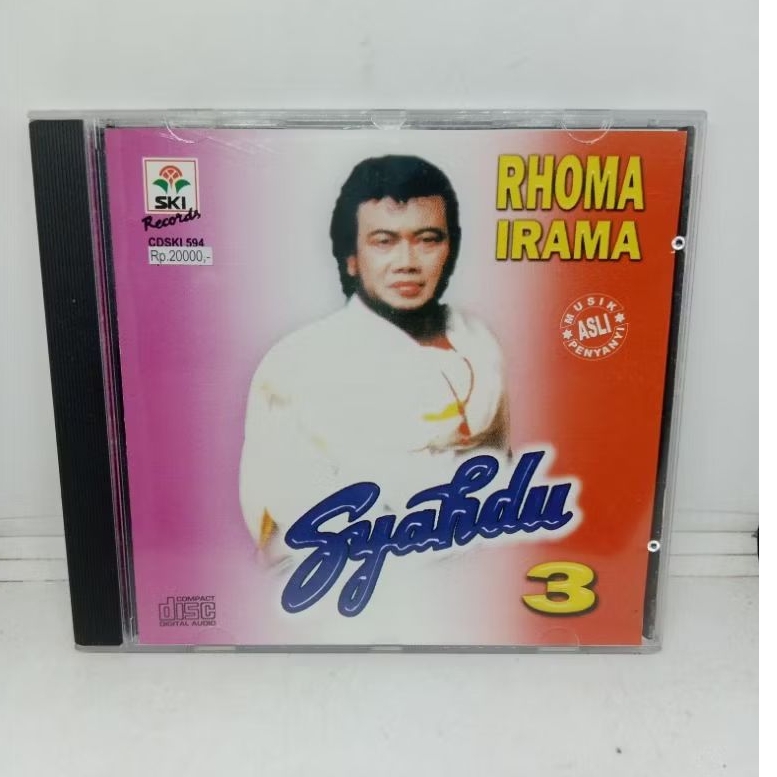 SKI
Records
CDSKI 594
Rp.20000,-
RHOMA
IRAMA
MUSIK
ASLI
PENYANYI
Syahdu
3
COMPACT
disc
DIGITAL AUDIO